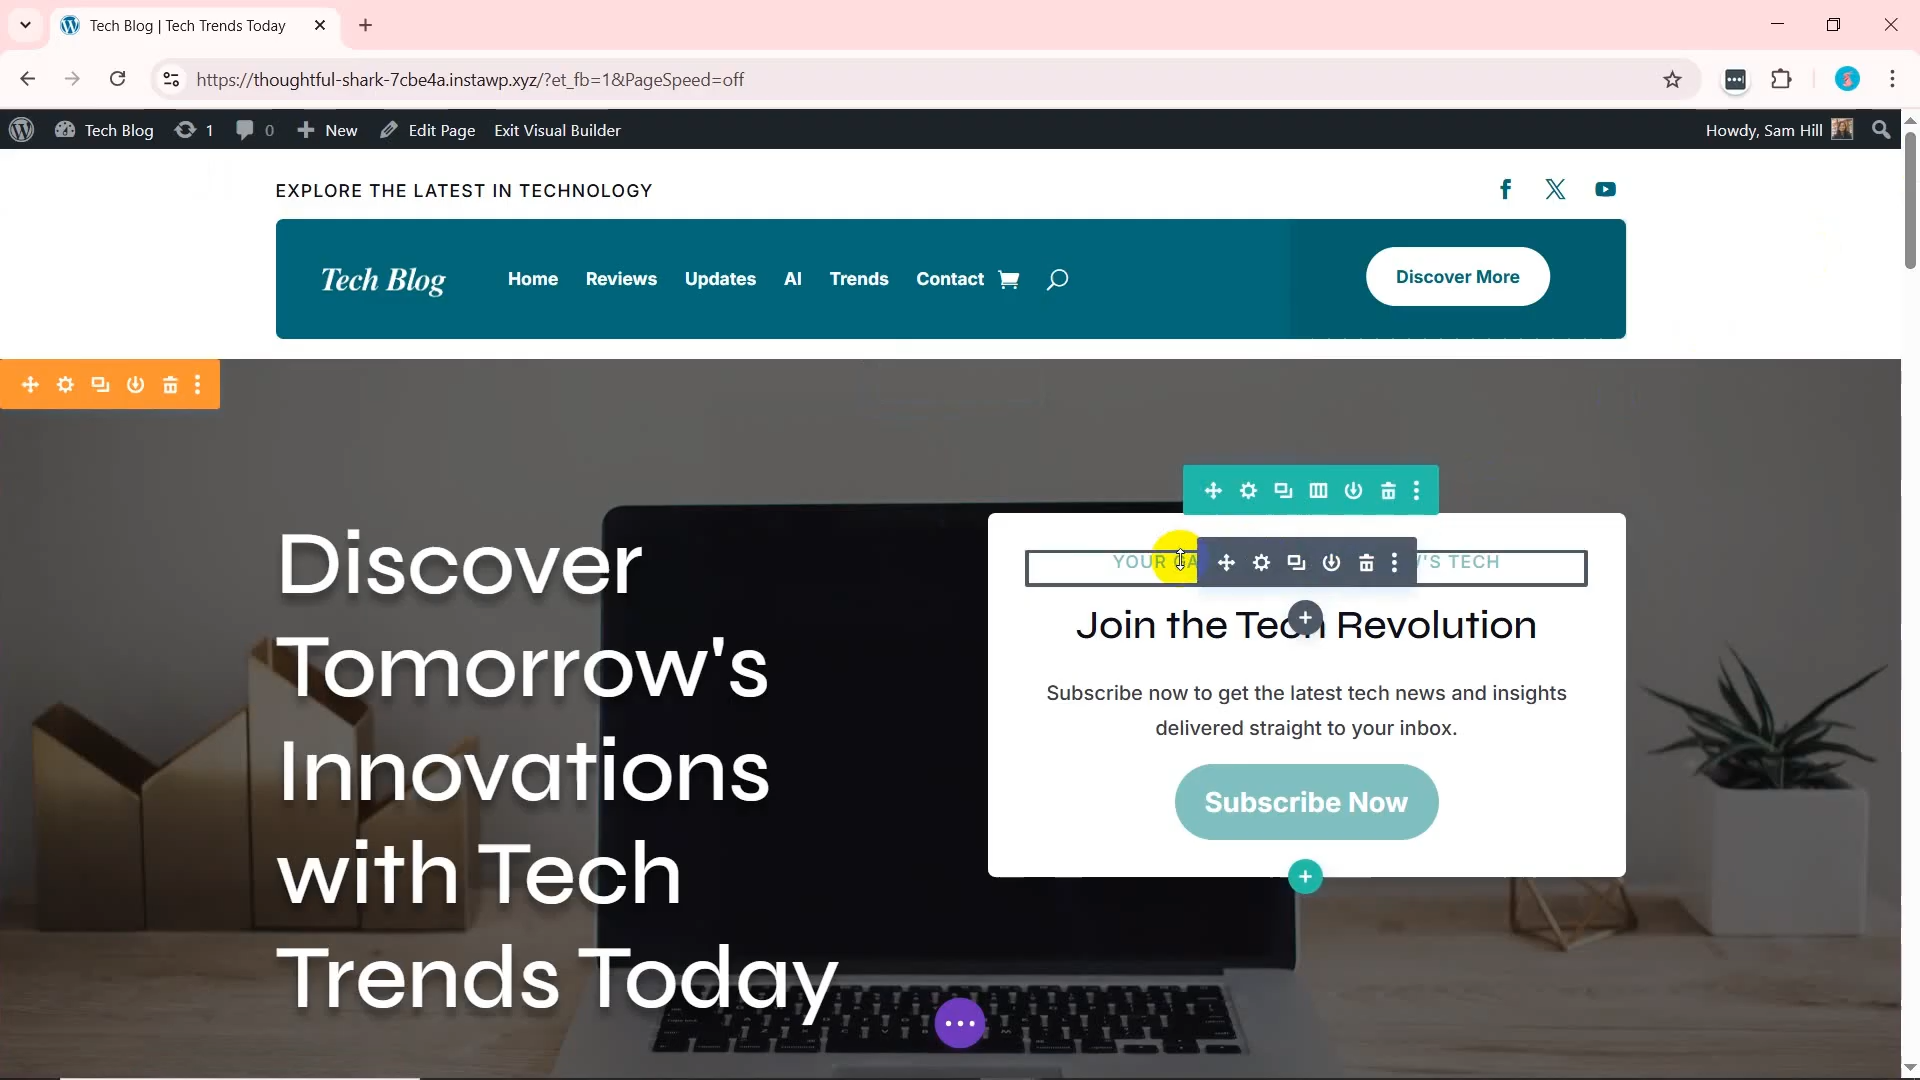 Tech Blog | Tech Trends Today
https://thoughtful-shark-7cbe4a.instawp.xyz/?et_fb=1&PageSpeed=off
Tech Blog 1 0 New Edit Page Exit Visual Builder Howdy, Sam Hill
EXPLORE THE LATEST IN TECHNOLOGY
Tech Blog Home Reviews Updates AI Trends Contact Discover More
YOUR W'S TECH
Join the Tech Revolution
Subscribe now to get the latest tech news and insights
delivered straight to your inbox.
Subscribe Now
Discover
Tomorrow's
Innovations
with Tech
Trends Today